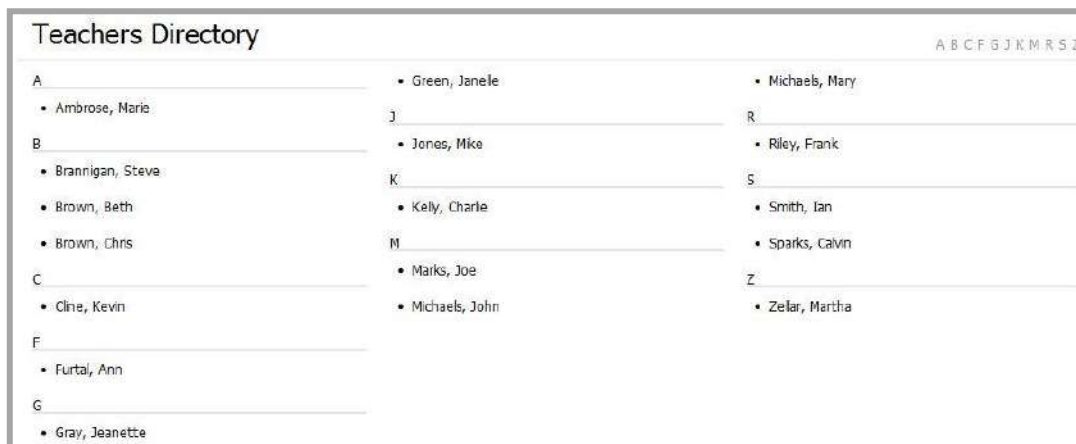 Teachers Directory
A B C F G J K M R S Z
A
• Ambrose, Marie
B
• Brannigan, Steve
• Brown, Beth
• Brown, Chris
C
• Cline, Kevin
F
• Furtal, Ann
G
• Gray, Jeanette
• Green, Janelle
J
• Jones, Mike
K
• Kelly, Charlie
M
• Marks, Joe
• Michaels, John
• Michaels, Mary
R
• Riley, Frank
S
• Smith, Ian
• Sparks, Calvin
Z
• Zellar, Martha